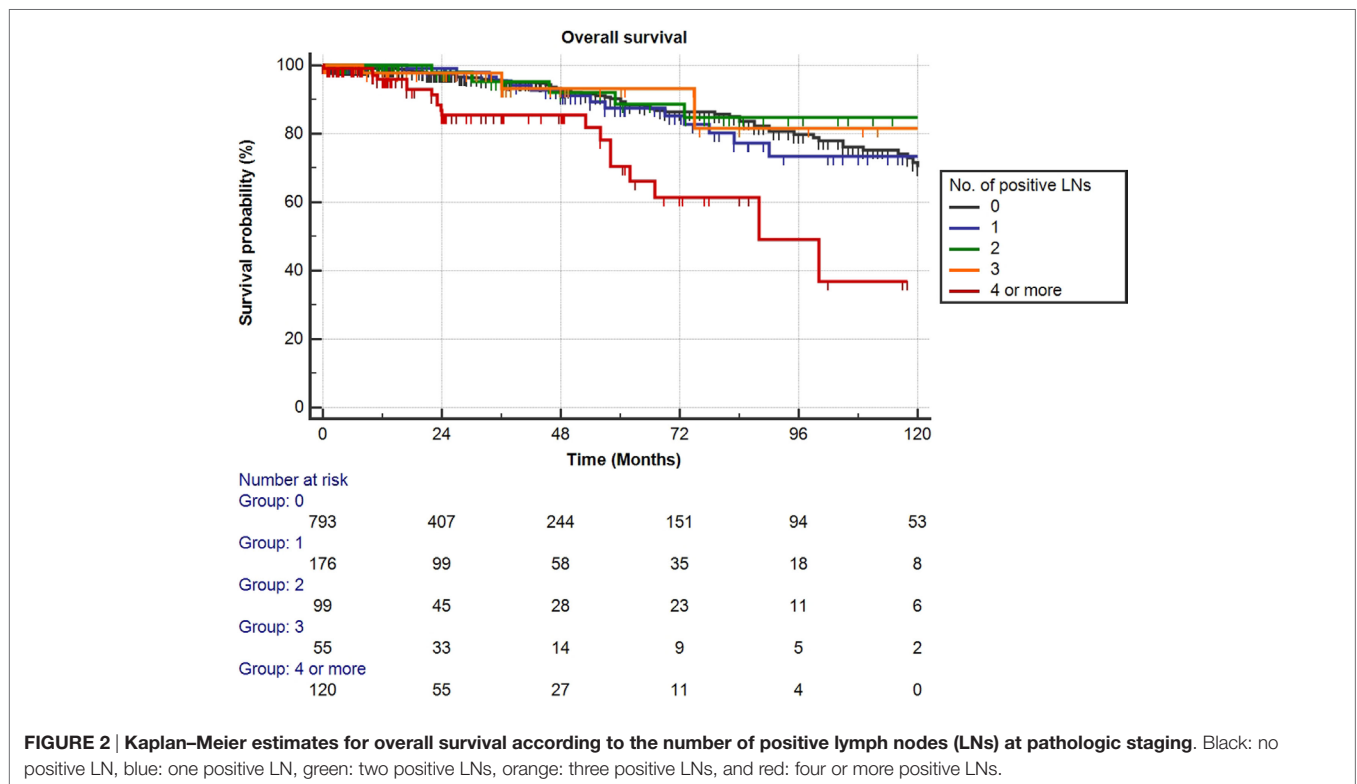 Overall survival
100
80
60
40
20
0
Survival probability (%)
0 24 48 72 96 120
Time (Months)
No. of positive LNs
0
1
2
3
4 or more
Number at risk
Group: 0
793 407 244 151 94 53
Group: 1
176 99 58 35 18 8
Group: 2
99 45 28 23 11 6
Group: 3
55 33 14 9 5 2
Group: 4 or more
120 55 27 11 4 0
FIGURE 2 | Kaplan–Meier estimates for overall survival according to the number of positive lymph nodes (LNs) at pathologic staging. Black: no
positive LN, blue: one positive LN, green: two positive LNs, orange: three positive LNs, and red: four or more positive LNs.